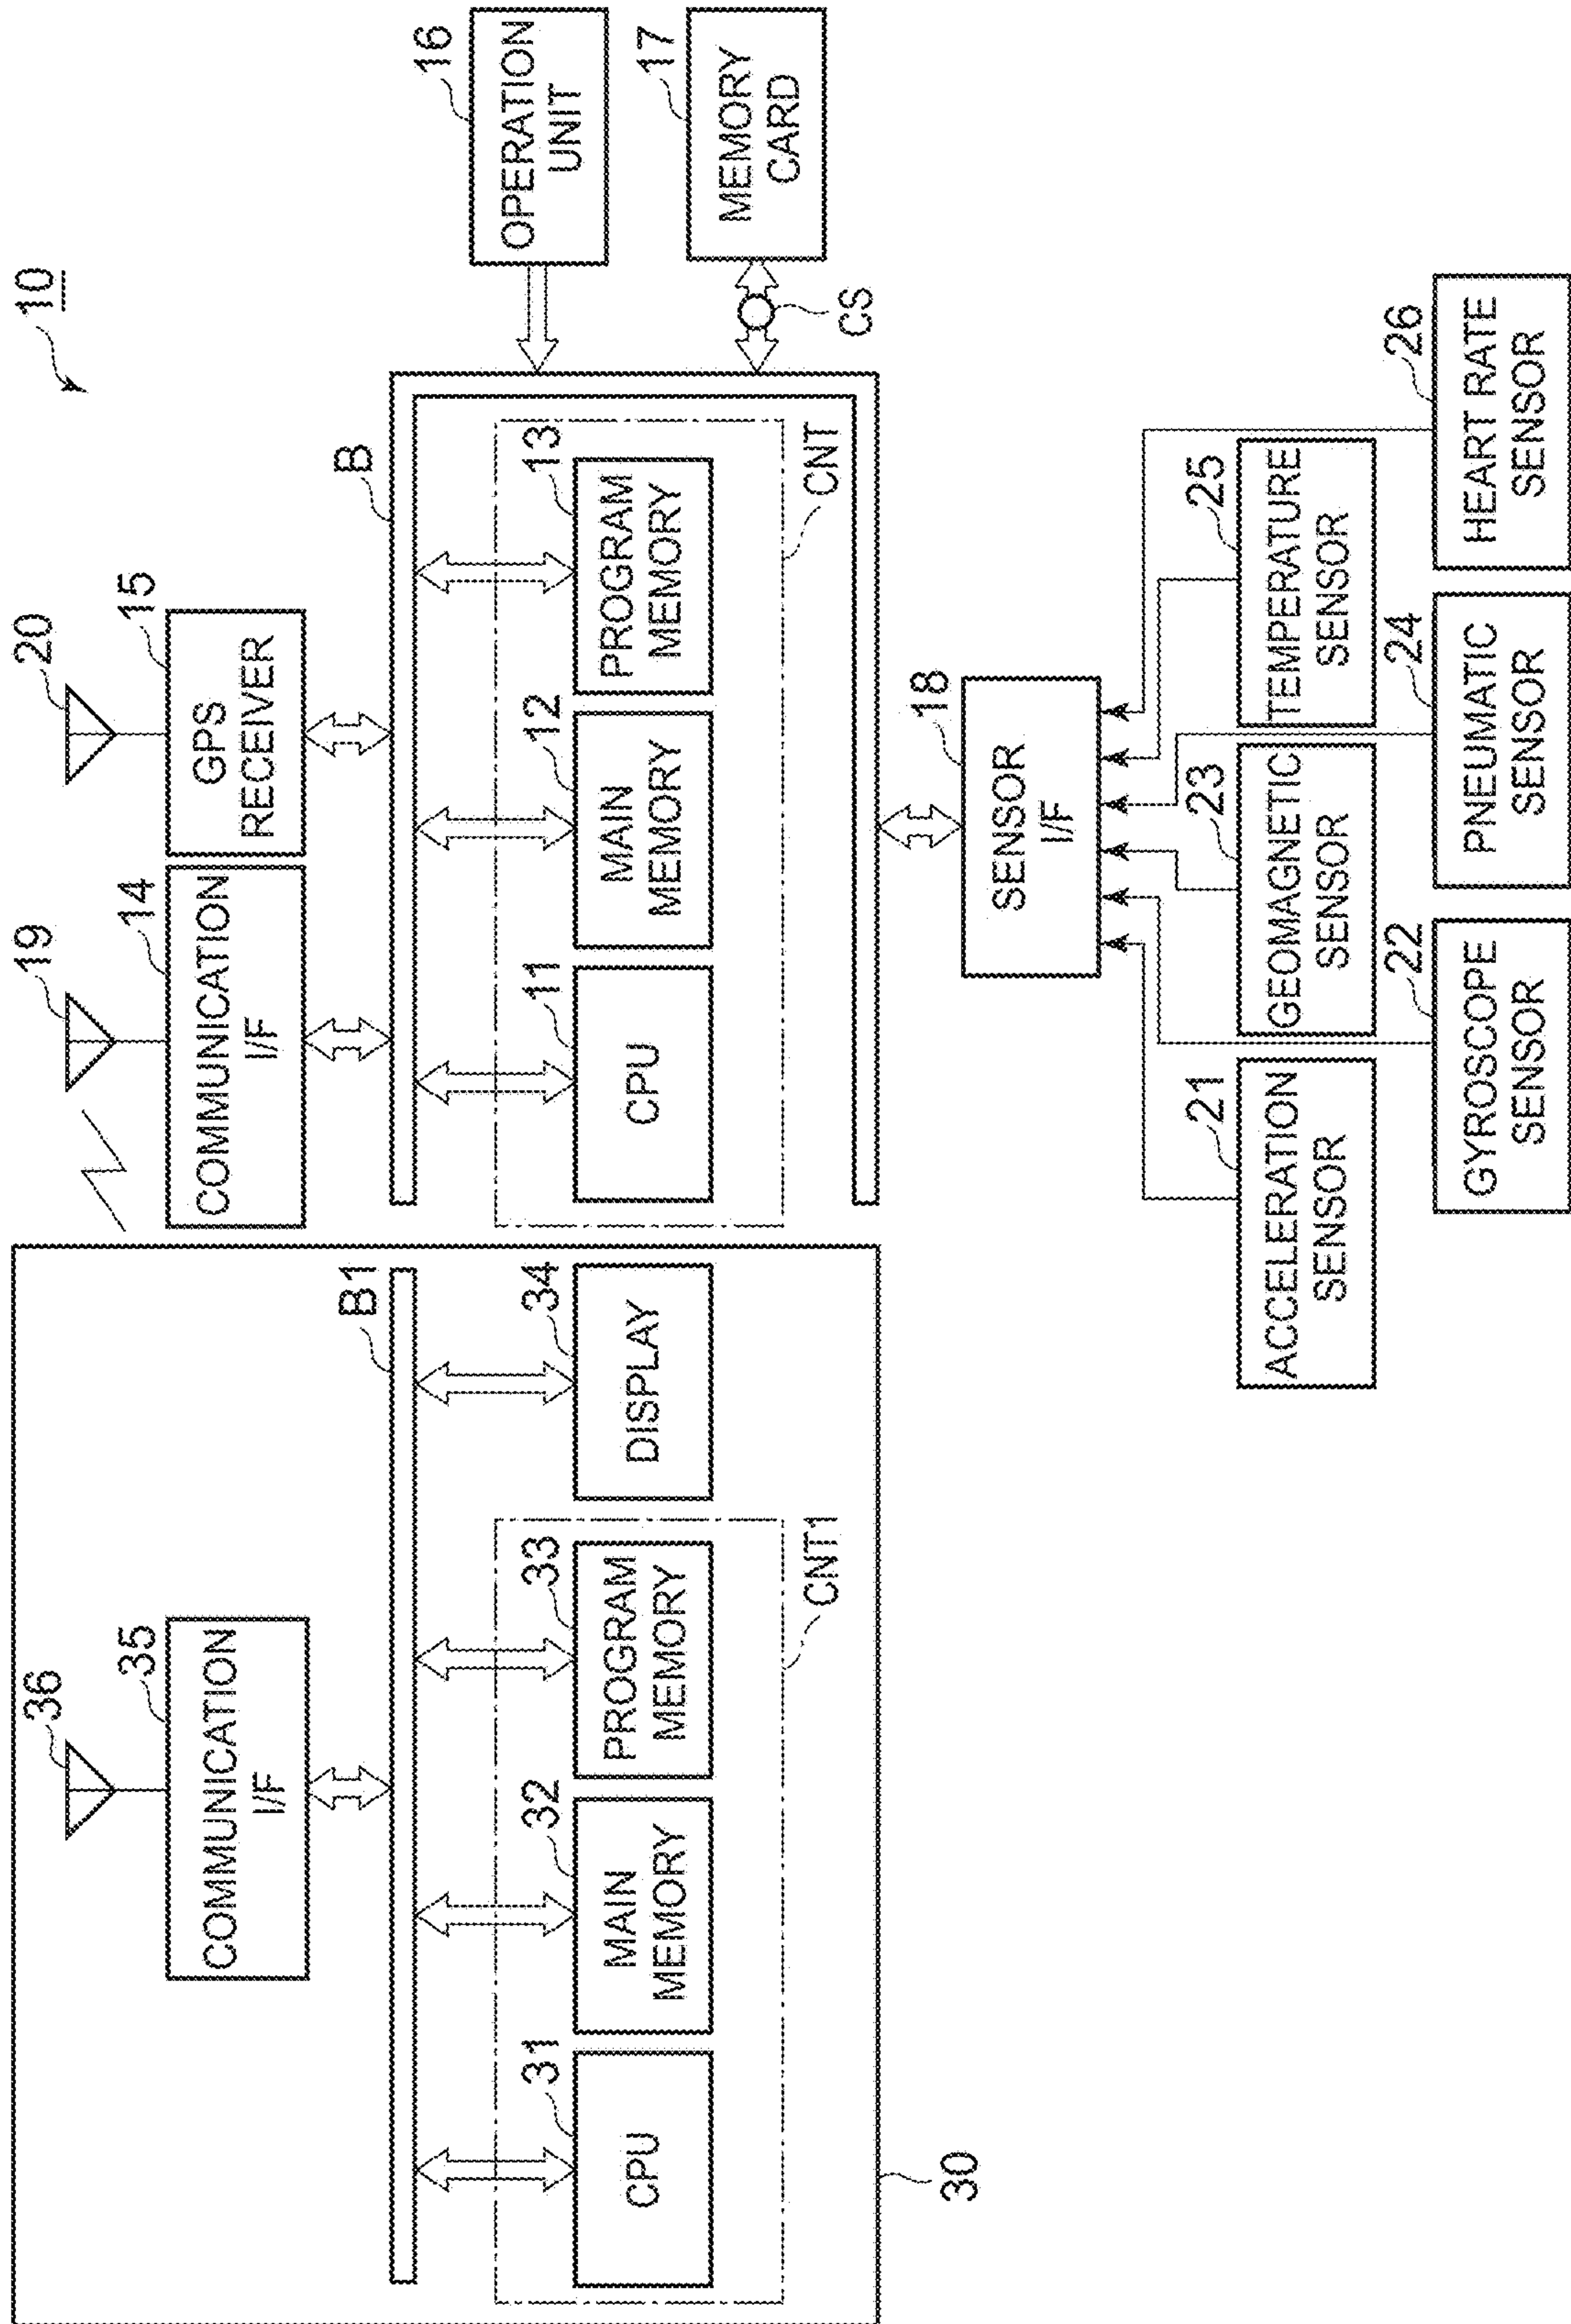 10
36
19
20
35
COMMUNICATION
I/F
14
COMMUNICATION
I/F
15
GPS
RECEIVER
B1
B
16
OPERATION
UNIT
31
CPU
32
MAIN
MEMORY
33
PROGRAM
MEMORY
34
DISPLAY
11
CPU
12
MAIN
MEMORY
13
PROGRAM
MEMORY
17
MEMORY
CARD
CS
CNT1
CNT
30
18
SENSOR
I/F
21
ACCELERATION
SENSOR
23
GEOMAGNETIC
SENSOR
25
TEMPERATURE
SENSOR
22
GYROSCOPE
SENSOR
24
PNEUMATIC
SENSOR
26
HEART RATE
SENSOR